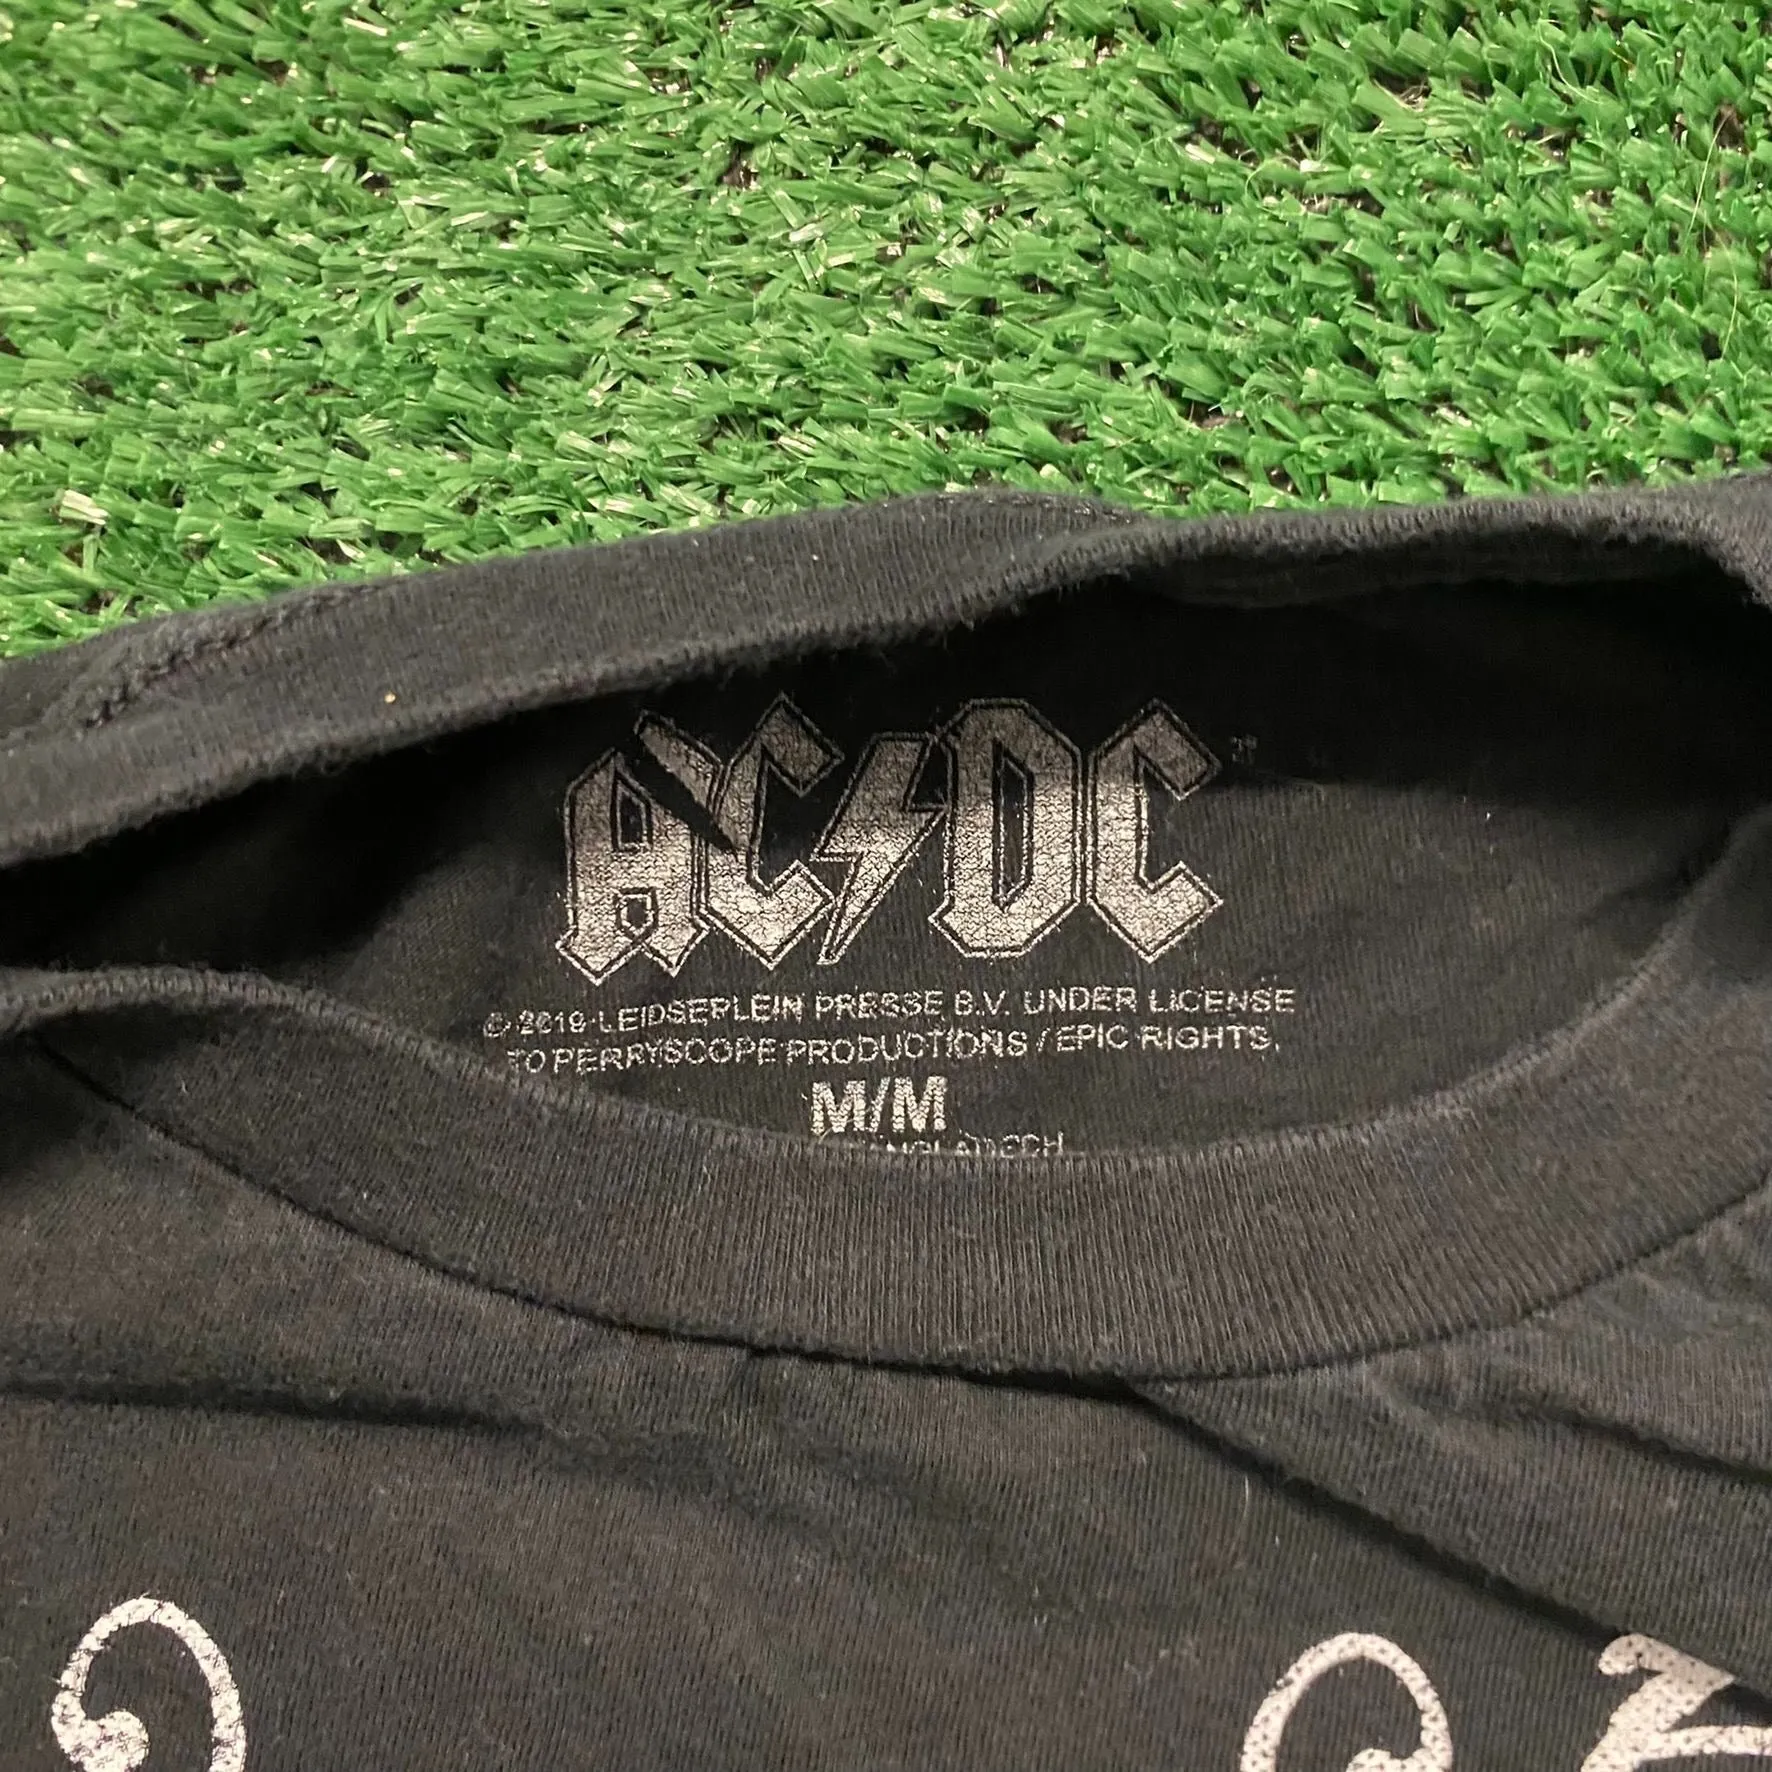 AC/DC
© 2019 LEIDSEPLEIN PRESSE B.V. UNDER LICENSE
TO PERRYSCOPE PRODUCTIONS / EPIC RIGHTS.
M/M